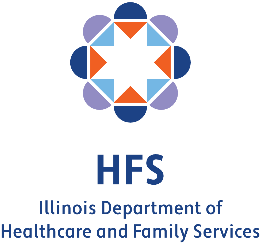 HFS
Illinois Department of
Healthcare and Family Services